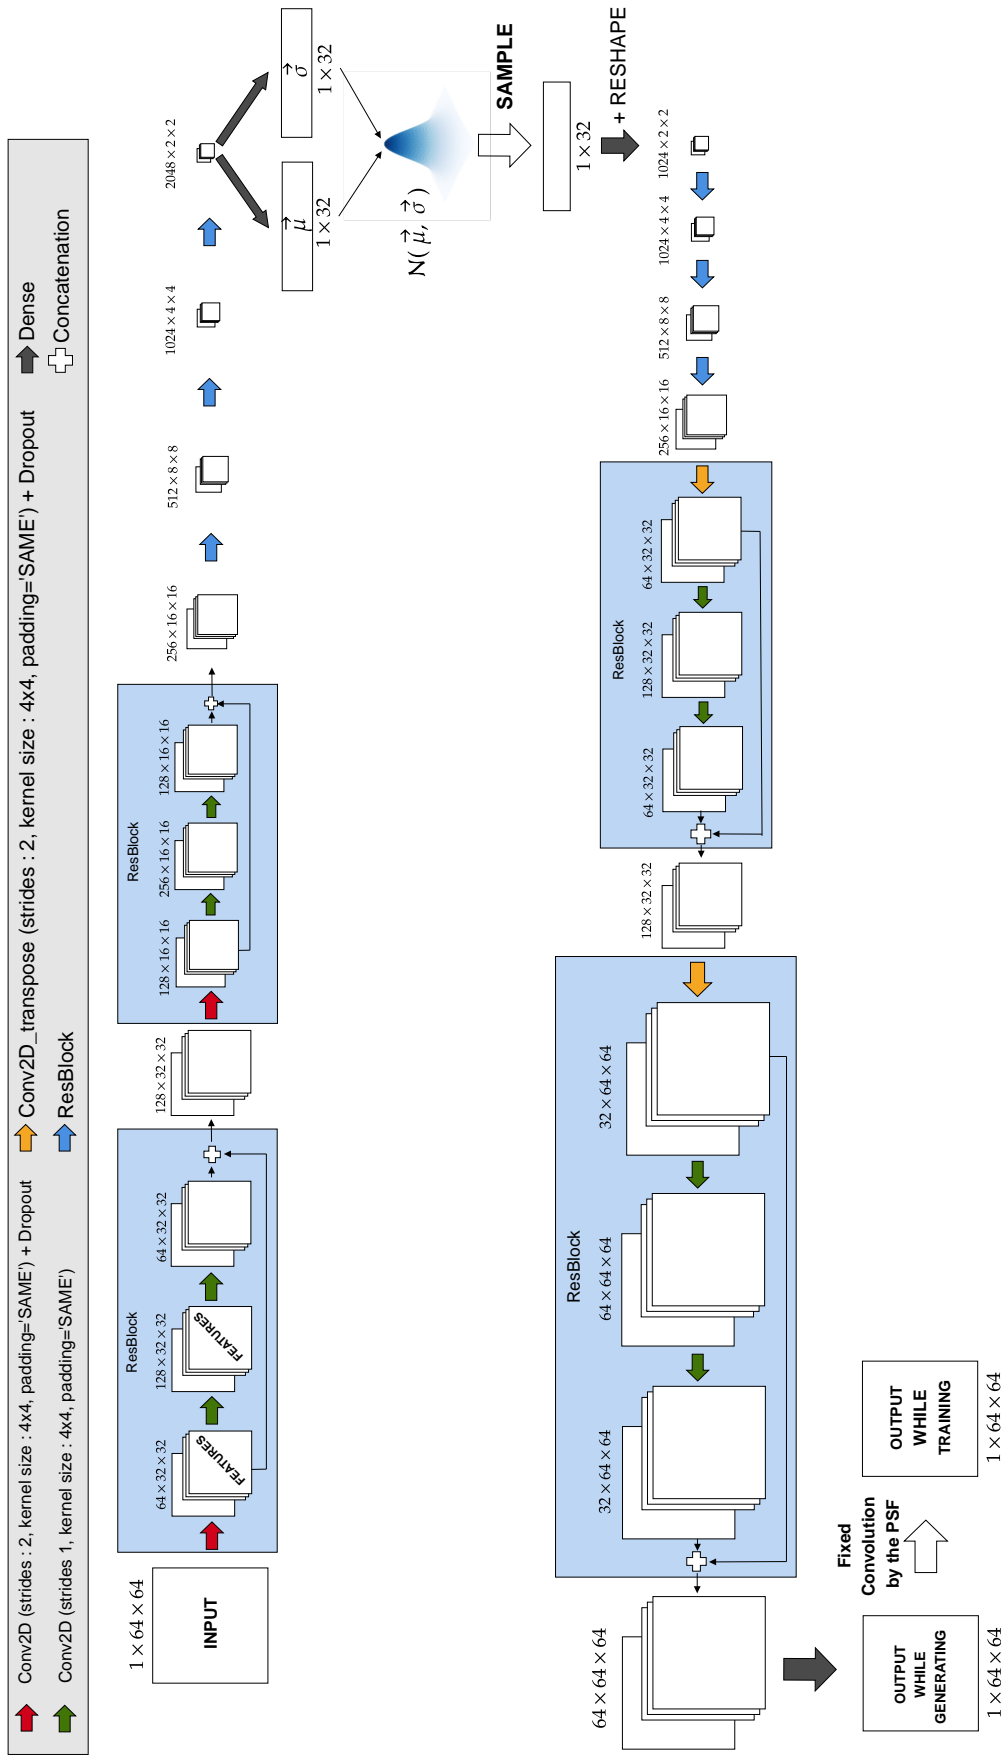 Conv2D (strides : 2, kernel size : 4x4, padding='SAME') + Dropout
Conv2D_transpose (strides : 2, kernel size : 4x4, padding='SAME') + Dropout
Dense
Conv2D (strides 1, kernel size : 4x4, padding='SAME')
ResBlock
Concatenation
1 × 64 × 64
INPUT
ResBlock
64 × 32 × 32
FEATURES
128 × 32 × 32
FEATURES
64 × 32 × 32
128 × 32 × 32
ResBlock
128 × 16 × 16
256 × 16 × 16
128 × 16 × 16
256 × 16 × 16
512 × 8 × 8
1024 × 4 × 4
2048 × 2 × 2
μ⃗
1 × 32
σ⃗
1 × 32
N( μ⃗, σ⃗ )
SAMPLE
1 × 32
+ RESHAPE
1024 × 2 × 2
1024 × 4 × 4
512 × 8 × 8
256 × 16 × 16
ResBlock
64 × 32 × 32
128 × 32 × 32
64 × 32 × 32
128 × 32 × 32
ResBlock
32 × 64 × 64
64 × 64 × 64
32 × 64 × 64
64 × 64 × 64
OUTPUT
WHILE
GENERATING
1 × 64 × 64
Fixed
Convolution
by the PSF
OUTPUT
WHILE
TRAINING
1 × 64 × 64